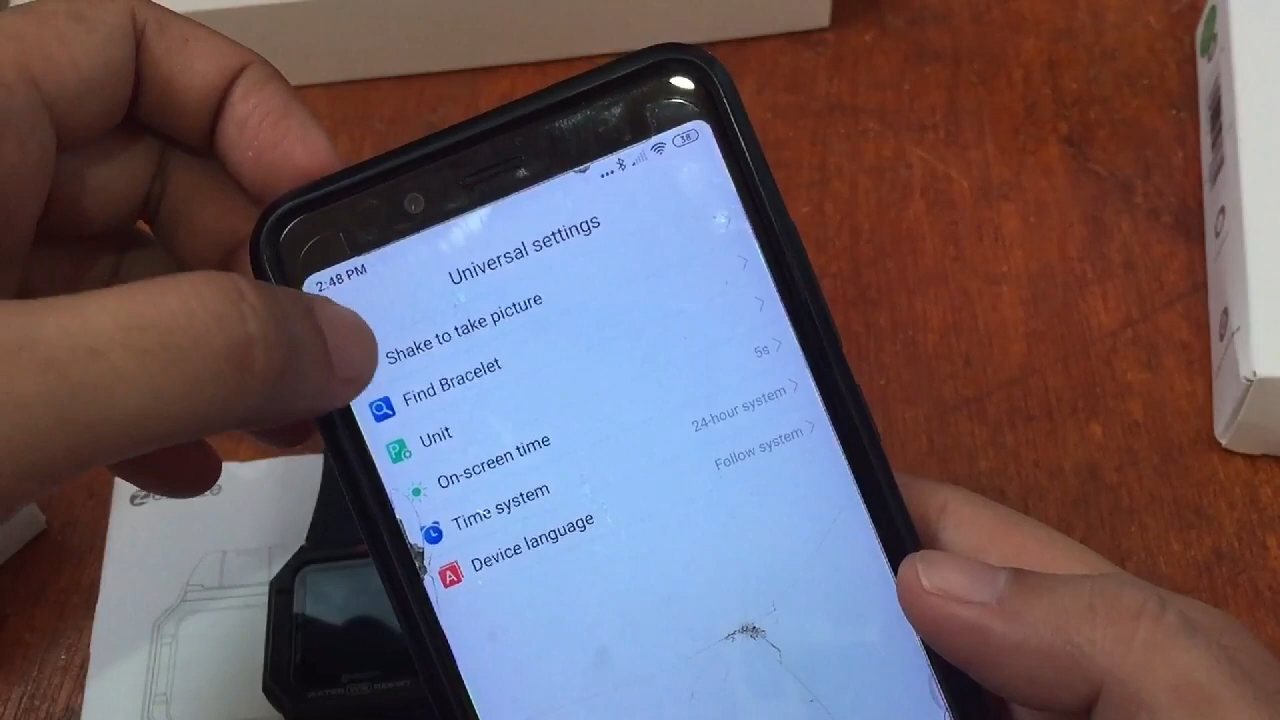 38
2:48 PM
Universal settings
Shake to take picture
Find Bracelet
Unit
On-screen time 5s
Time system 24-hour system
Device language Follow system
A